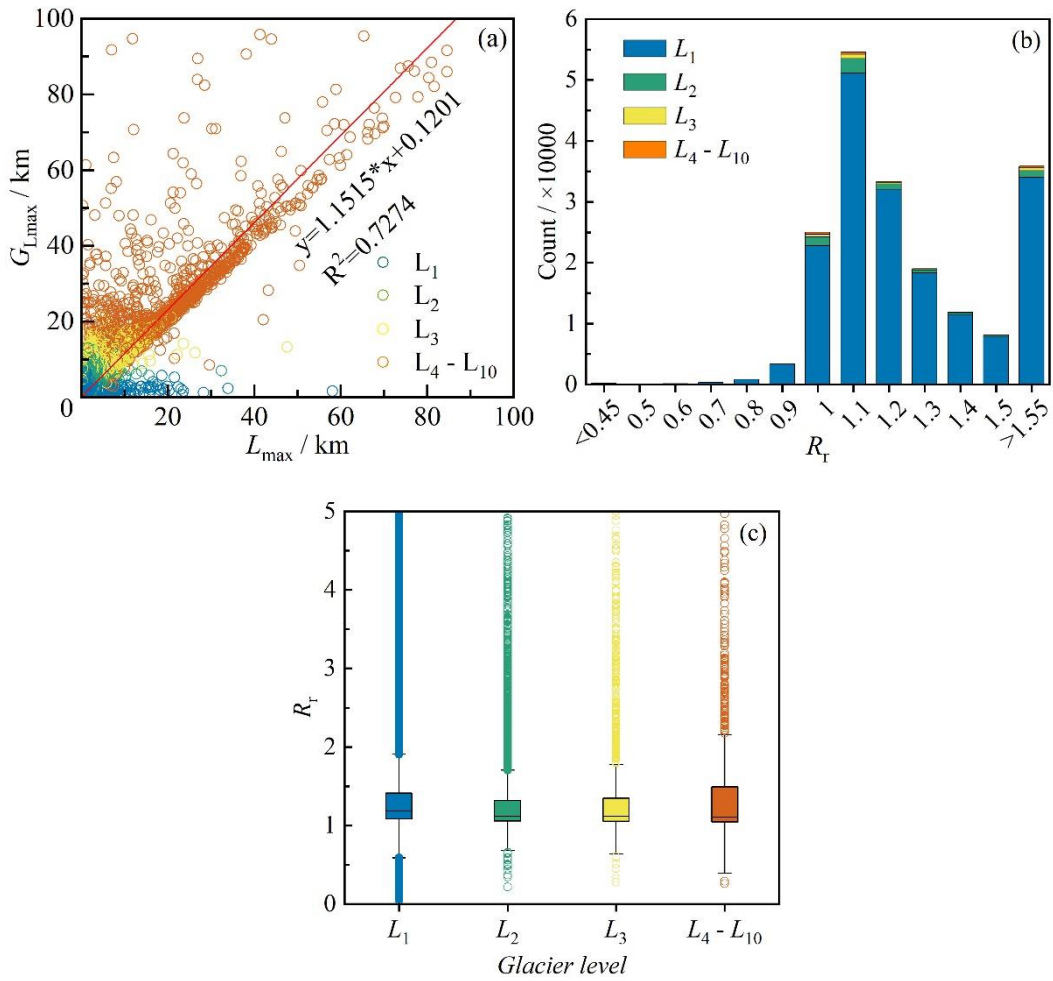 (a)
100
80
60
40
20
0
G_Lmax / km
y=1.1515*x+0.1201
R²=0.7274
L₁
L₂
L₃
L₄ - L₁₀
0 20 40 60 80 100
L_max / km
(b)
6
5
4
3
2
1
0
Count / ×10000
L₁
L₂
L₃
L₄ - L₁₀
<0.45 0.5 0.6 0.7 0.8 0.9 1 1.1 1.2 1.3 1.4 1.5 >1.55
R_r
(c)
5
4
3
2
1
0
R_r
L₁ L₂ L₃ L₄ - L₁₀
Glacier level